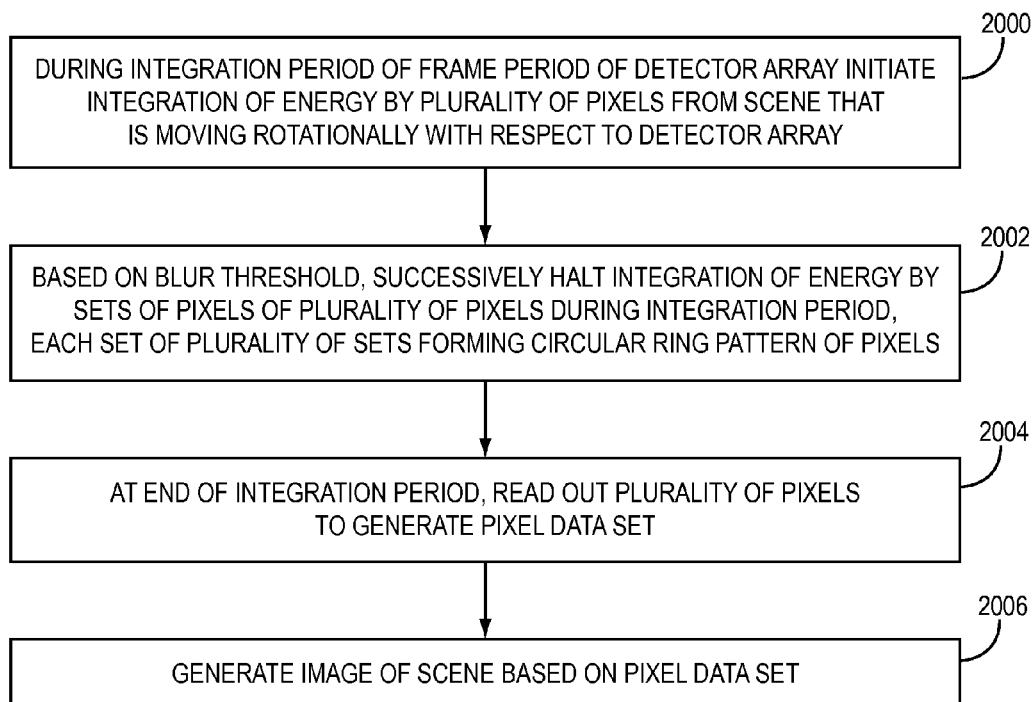 2000
DURING INTEGRATION PERIOD OF FRAME PERIOD OF DETECTOR ARRAY INITIATE
INTEGRATION OF ENERGY BY PLURALITY OF PIXELS FROM SCENE THAT
IS MOVING ROTATIONALLY WITH RESPECT TO DETECTOR ARRAY
2002
BASED ON BLUR THRESHOLD, SUCCESSIVELY HALT INTEGRATION OF ENERGY BY
SETS OF PIXELS OF PLURALITY OF PIXELS DURING INTEGRATION PERIOD,
EACH SET OF PLURALITY OF SETS FORMING CIRCULAR RING PATTERN OF PIXELS
2004
AT END OF INTEGRATION PERIOD, READ OUT PLURALITY OF PIXELS
TO GENERATE PIXEL DATA SET
2006
GENERATE IMAGE OF SCENE BASED ON PIXEL DATA SET